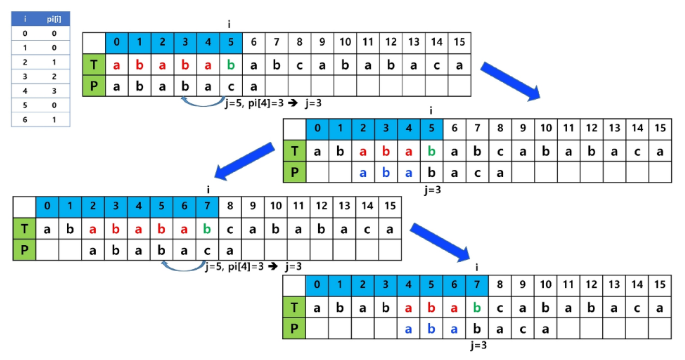 i pi[i]
0 0
1 0
2 1
3 2
4 3
5 0
6 1
i
0 1 2 3 4 5 6 7 8 9 10 11 12 13 14 15
T a b a b a b a b c a b a b a c a
P a b a b a c a
j=5, pi[4]=3 ➔ j=3
i
0 1 2 3 4 5 6 7 8 9 10 11 12 13 14 15
T a b a b a b a b c a b a b a c a
P a b a b a c a
j=3
i
0 1 2 3 4 5 6 7 8 9 10 11 12 13 14 15
T a b a b a b a b c a b a b a c a
P a b a b a c a
j=5, pi[4]=3 ➔ j=3
i
0 1 2 3 4 5 6 7 8 9 10 11 12 13 14 15
T a b a b a b a b c a b a b a c a
P a b a b a c a
j=3